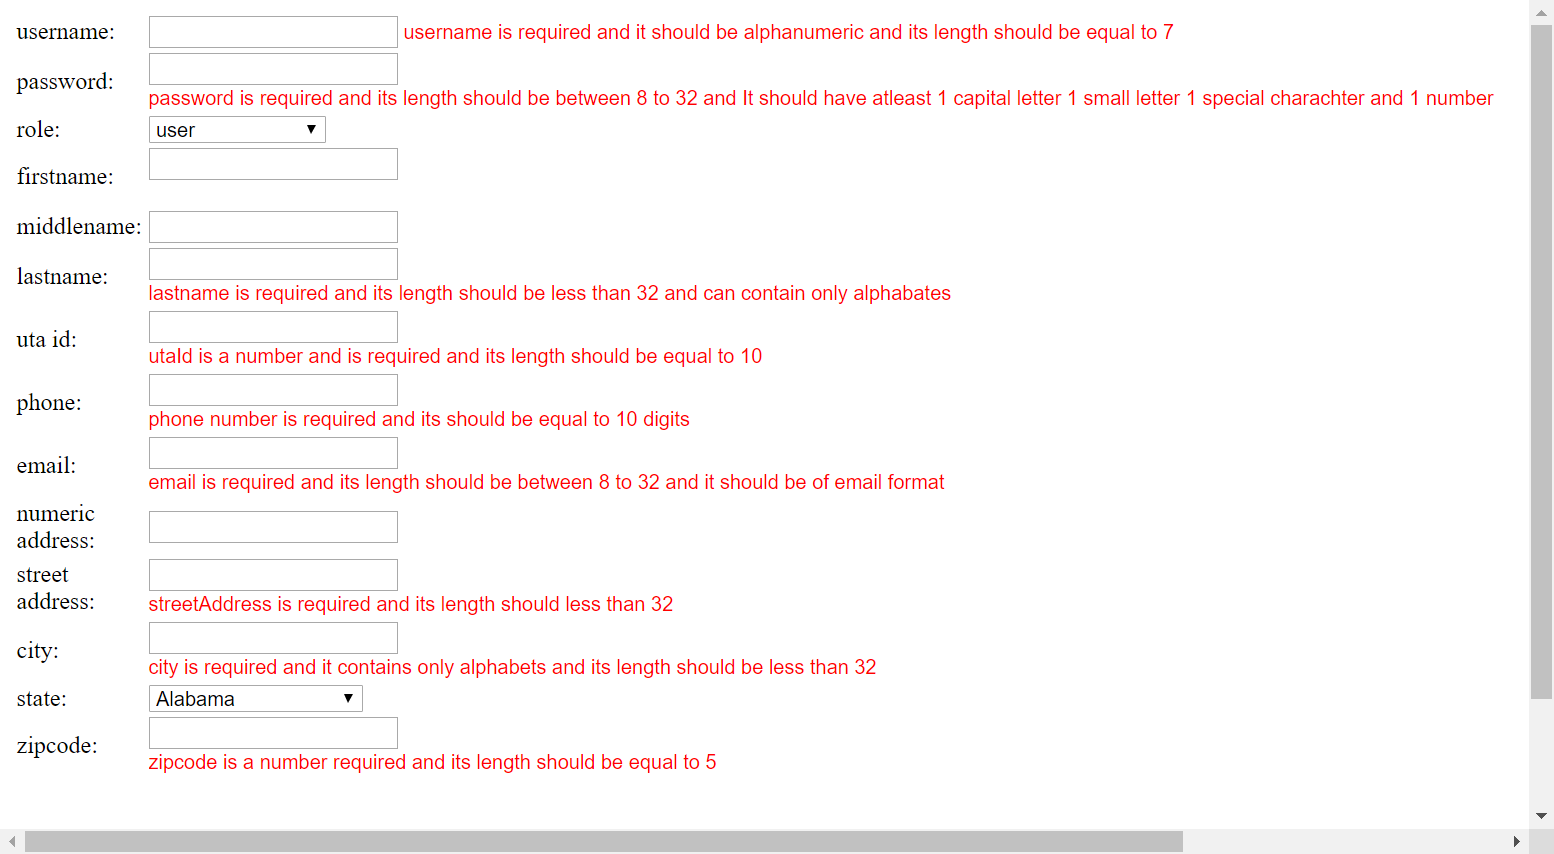 username: username is required and it should be alphanumeric and its length should be equal to 7
password:
password is required and its length should be between 8 to 32 and It should have atleast 1 capital letter 1 small letter 1 special charachter and 1 number
role: user
firstname:
middlename:
lastname:
lastname is required and its length should be less than 32 and can contain only alphabates
uta id:
utaId is a number and is required and its length should be equal to 10
phone:
phone number is required and its should be equal to 10 digits
email:
email is required and its length should be between 8 to 32 and it should be of email format
numeric
address:
street
address:
streetAddress is required and its length should less than 32
city:
city is required and it contains only alphabets and its length should be less than 32
state: Alabama
zipcode:
zipcode is a number required and its length should be equal to 5